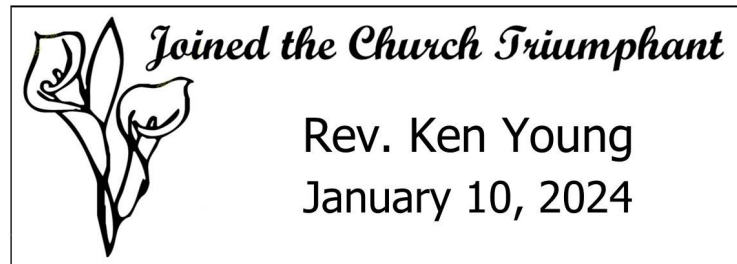 Joined the Church Triumphant
Rev. Ken Young
January 10, 2024